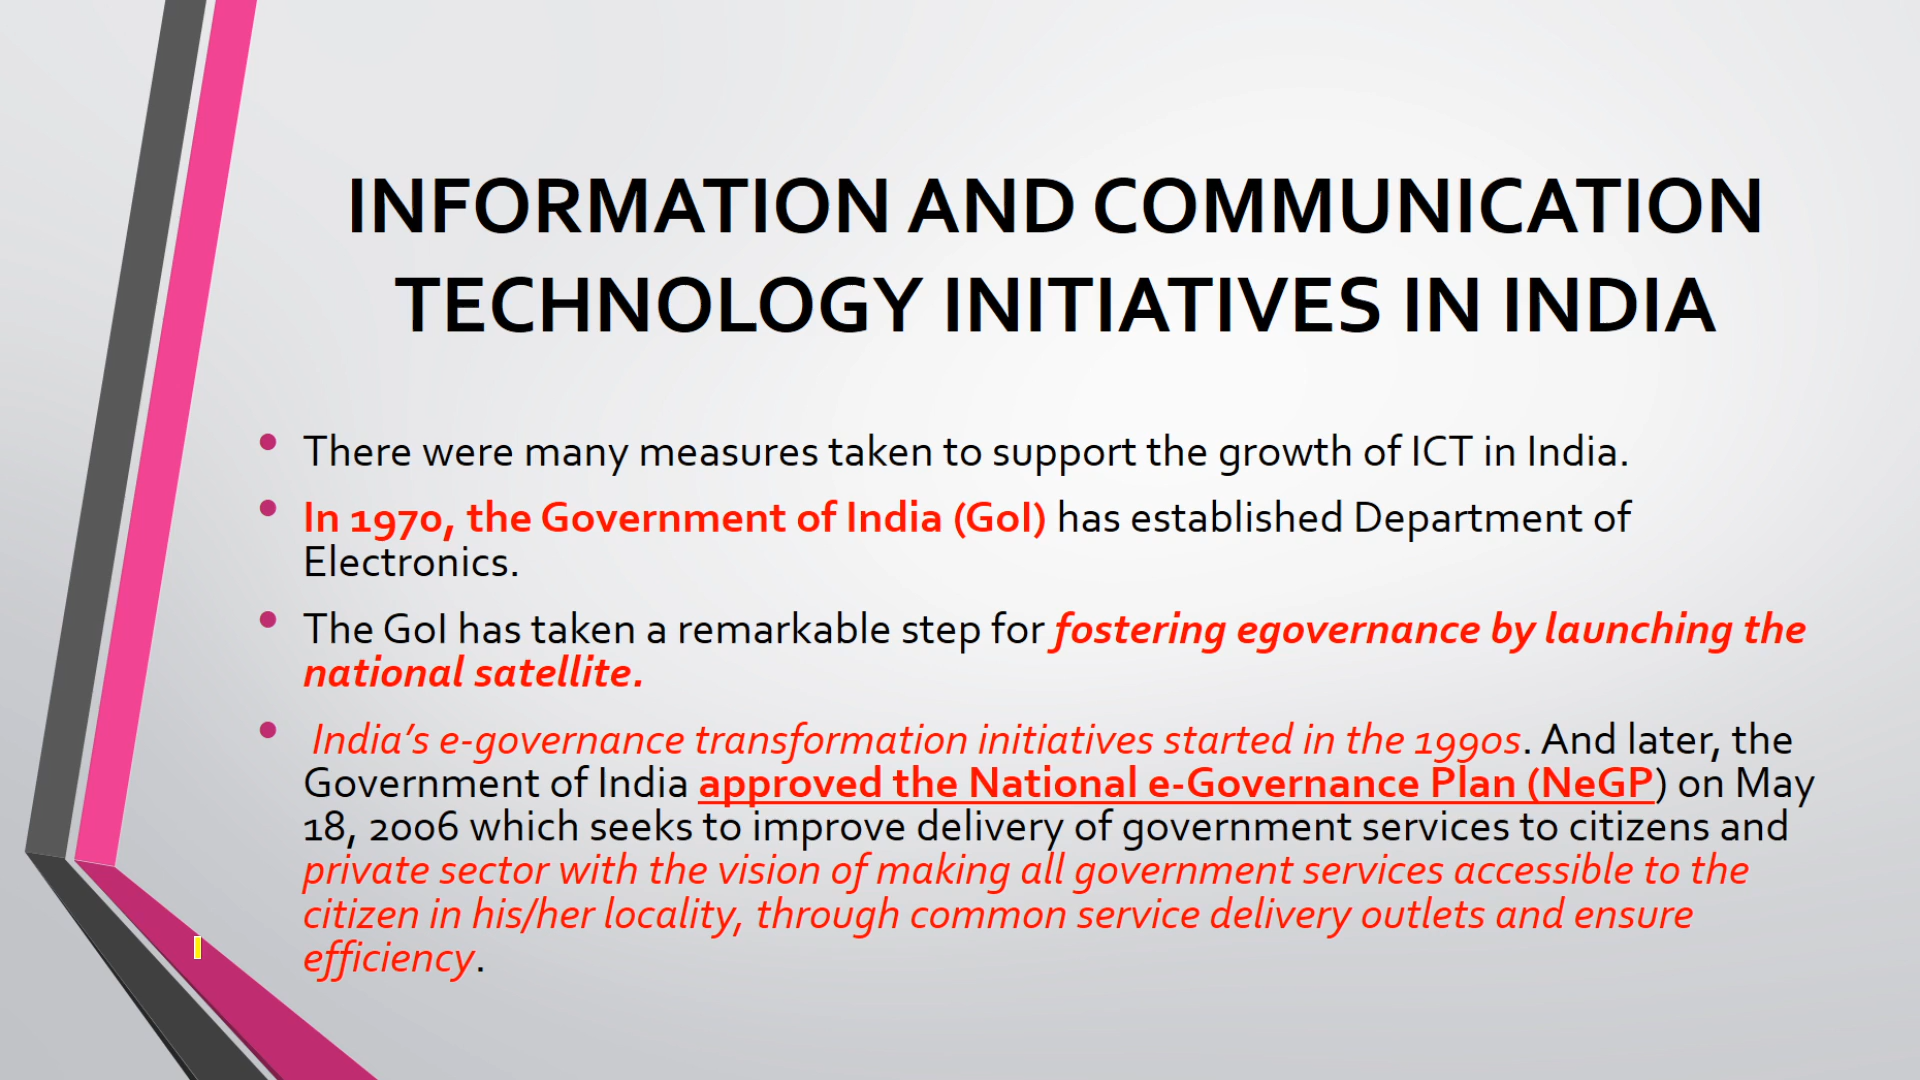 INFORMATION AND COMMUNICATION
TECHNOLOGY INITIATIVES IN INDIA
• There were many measures taken to support the growth of ICT in India.
• In 1970, the Government of India (GoI) has established Department of
Electronics.
• The GoI has taken a remarkable step for fostering egovernance by launching the
national satellite.
• India's e-governance transformation initiatives started in the 1990s. And later, the
Government of India approved the National e-Governance Plan (NeGP) on May
18, 2006 which seeks to improve delivery of government services to citizens and
private sector with the vision of making all government services accessible to the
citizen in his/her locality, through common service delivery outlets and ensure
efficiency.